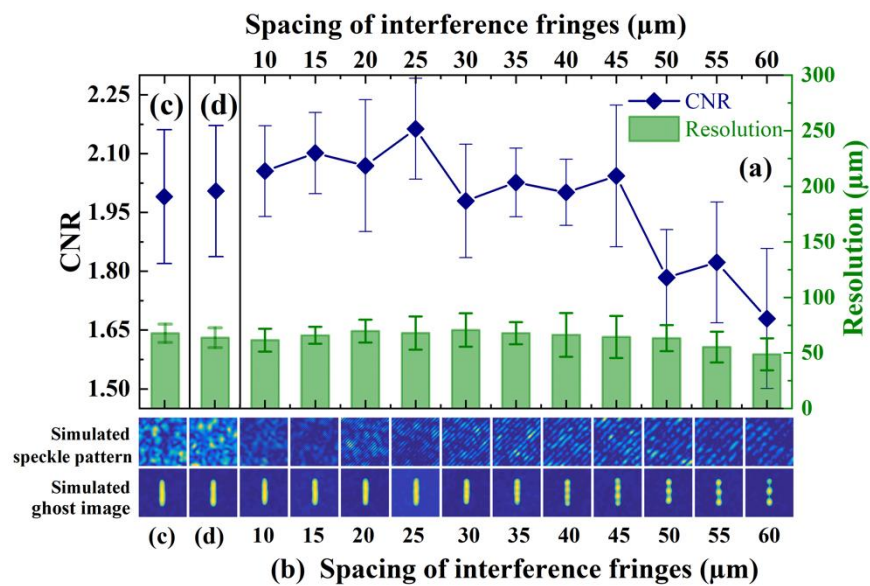 Spacing of interference fringes (µm)
10 15 20 25 30 35 40 45 50 55 60
CNR
2.25
2.10
1.95
1.80
1.65
1.50
(c) (d)
CNR
Resolution
(a)
300
250
200
150
100
50
0
Resolution (µm)
Simulated
speckle pattern
Simulated
ghost image
(c) (d) 10 15 20 25 30 35 40 45 50 55 60
(b) Spacing of interference fringes (µm)